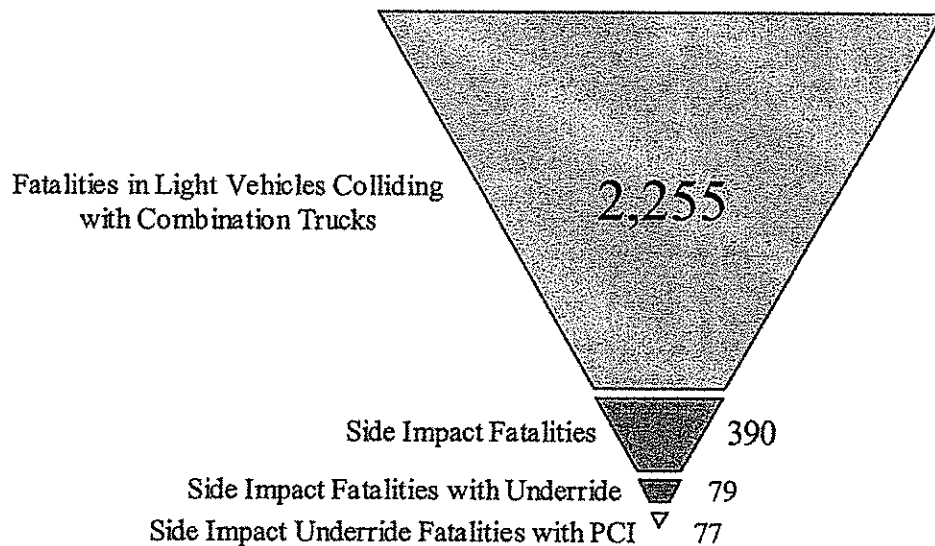 Fatalities in Light Vehicles Colliding
with Combination Trucks
2,255
Side Impact Fatalities
390
Side Impact Fatalities with Underride
79
Side Impact Underride Fatalities with PCI
77